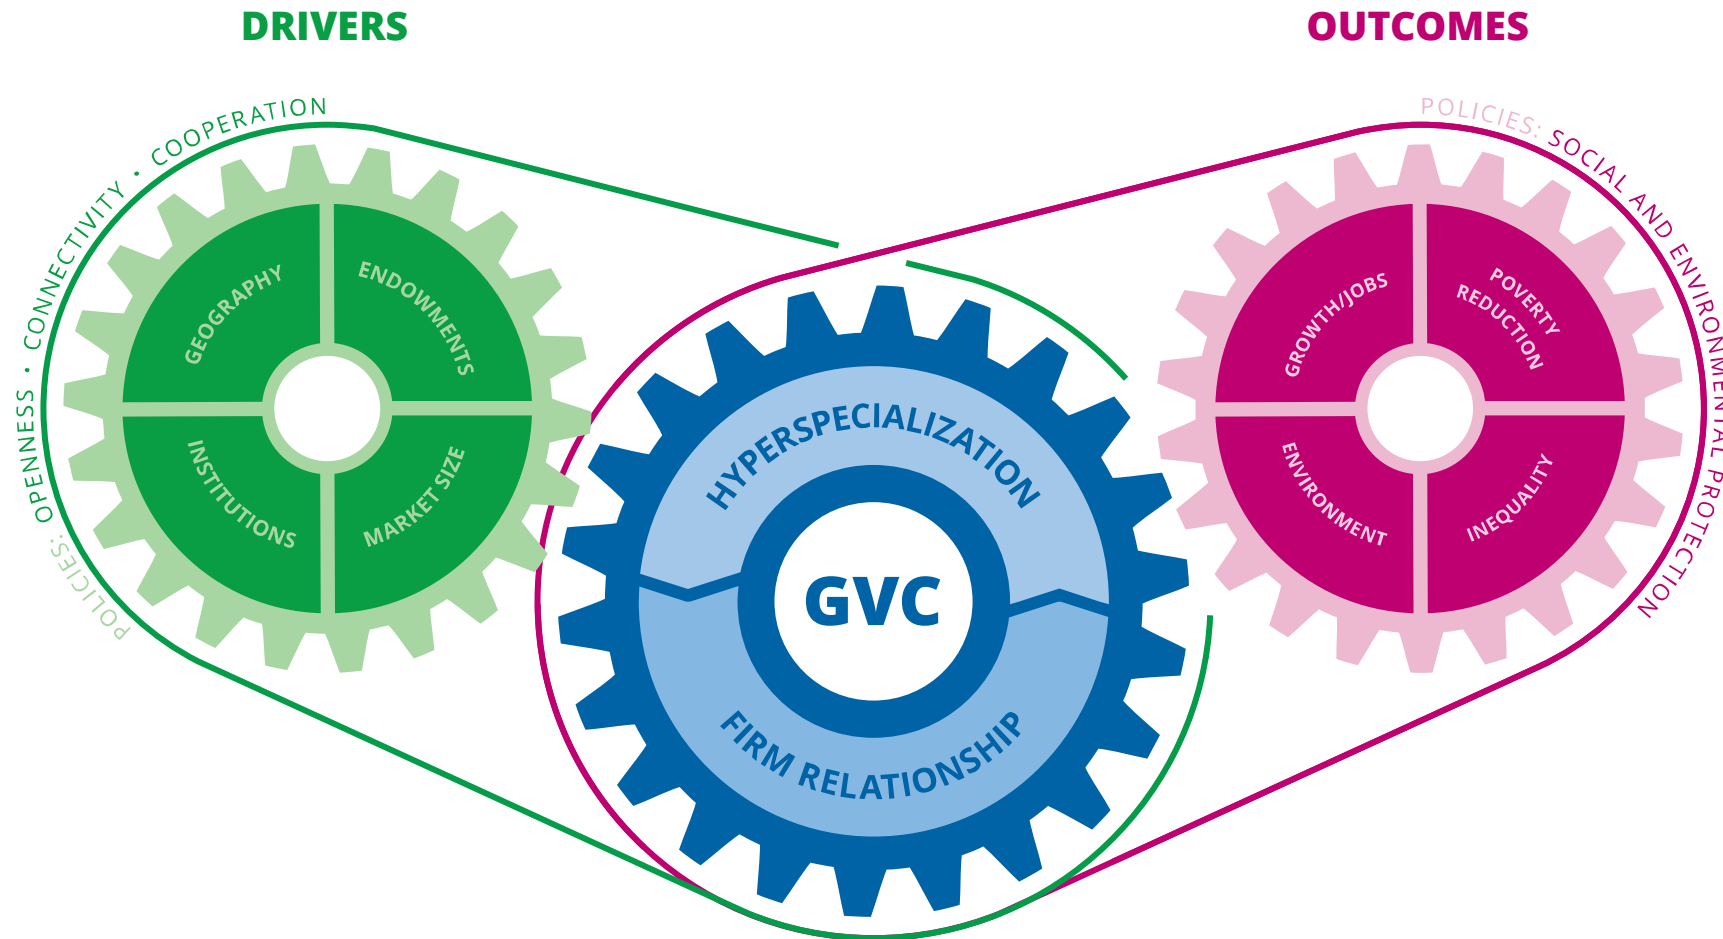 DRIVERS
OUTCOMES
POLICIES: OPENNESS • CONNECTIVITY • COOPERATION
POLICIES: SOCIAL AND ENVIRONMENTAL PROTECTION
GEOGRAPHY
ENDOWMENTS
INSTITUTIONS
MARKET SIZE
HYPERSPECIALIZATION
GVC
FIRM RELATIONSHIP
GROWTH/JOBS
POVERTY
REDUCTION
ENVIRONMENT
INEQUALITY